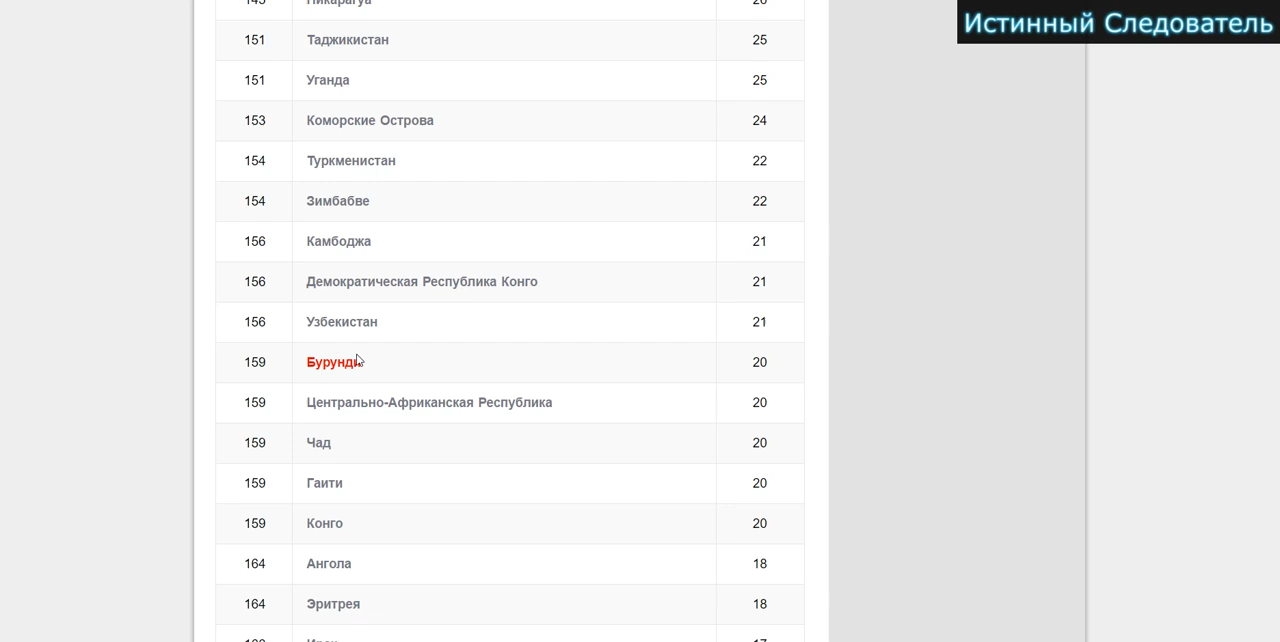 Истинный Следователь
151 Таджикистан 25
151 Уганда 25
153 Коморские Острова 24
154 Туркменистан 22
154 Зимбабве 22
156 Камбоджа 21
156 Демократическая Республика Конго 21
156 Узбекистан 21
159 Бурунди 20
159 Центрально-Африканская Республика 20
159 Чад 20
159 Гаити 20
159 Конго 20
164 Ангола 18
164 Эритрея 18